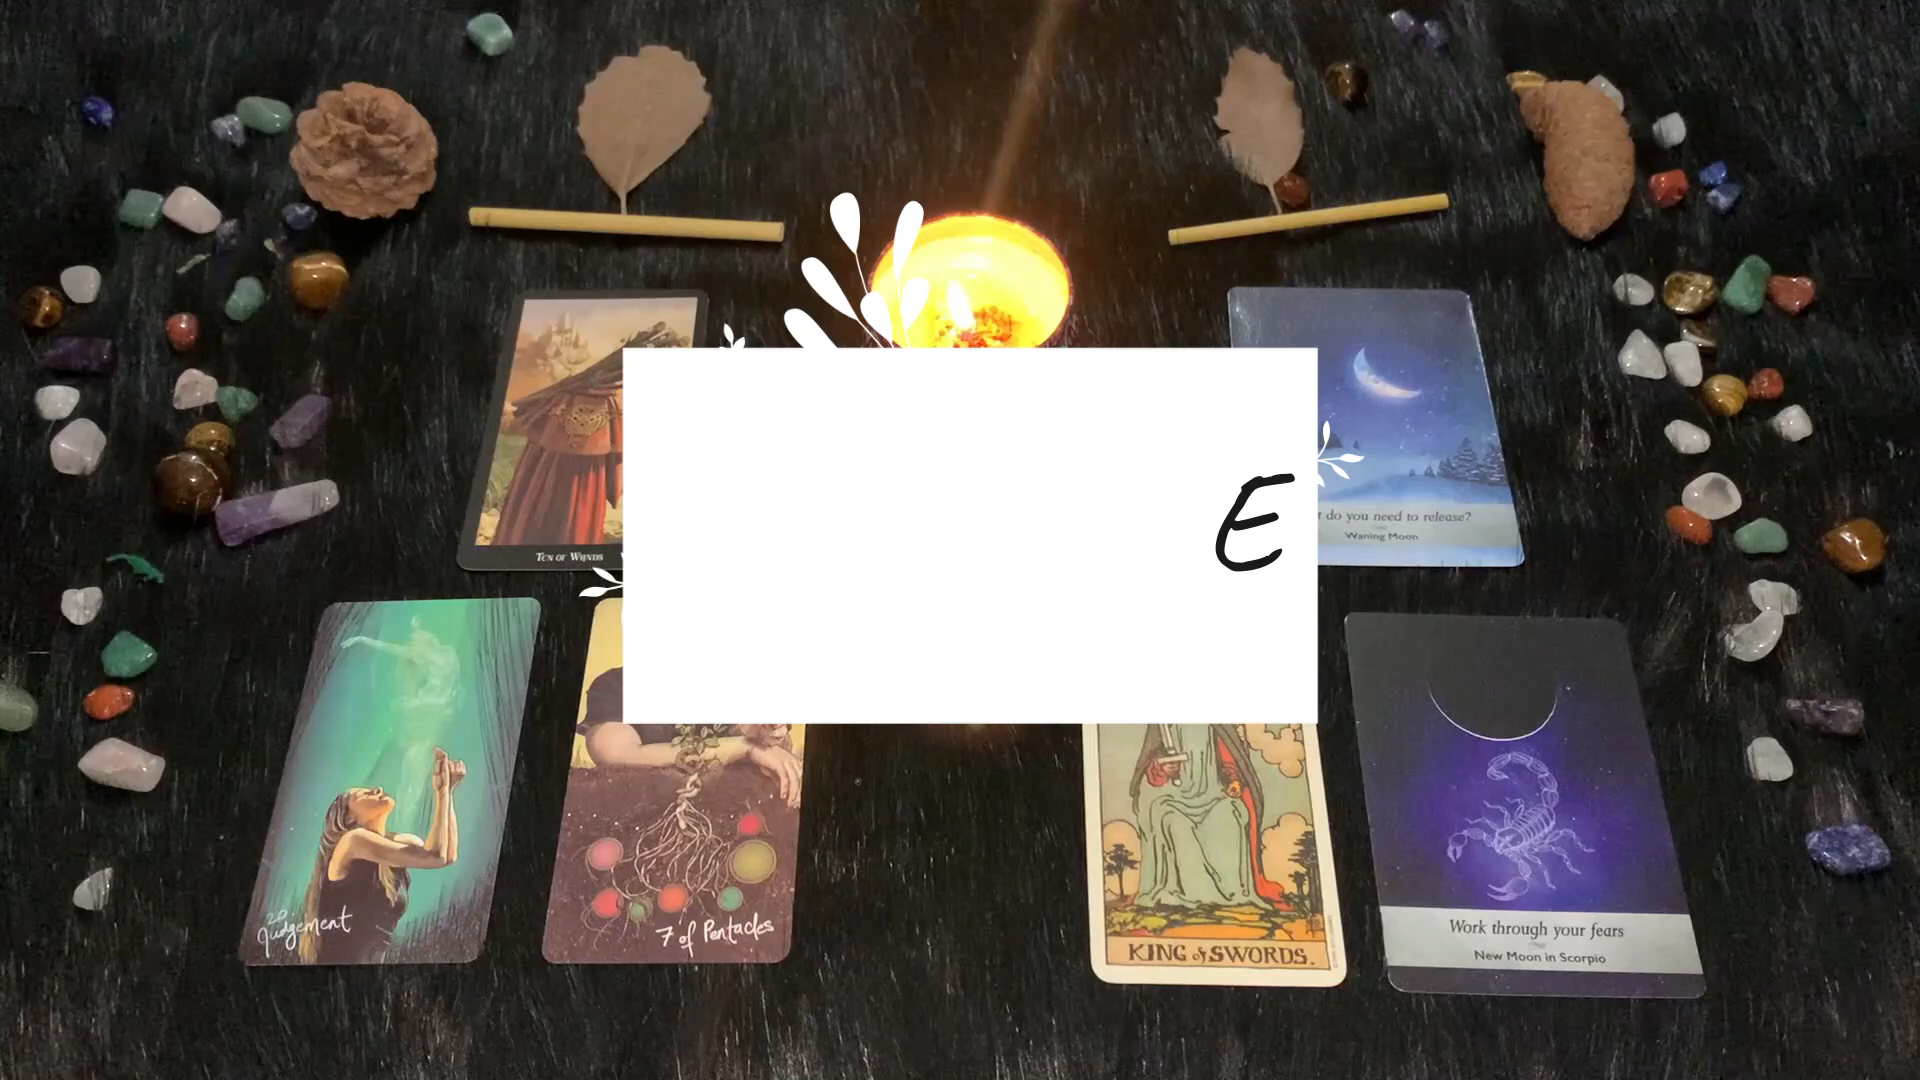 E
t do you need to release?
Waning Moon
TEN OF WANDS
20
Judgement
7 of Pentacles
KING of SWORDS.
Work through your fears
New Moon in Scorpio